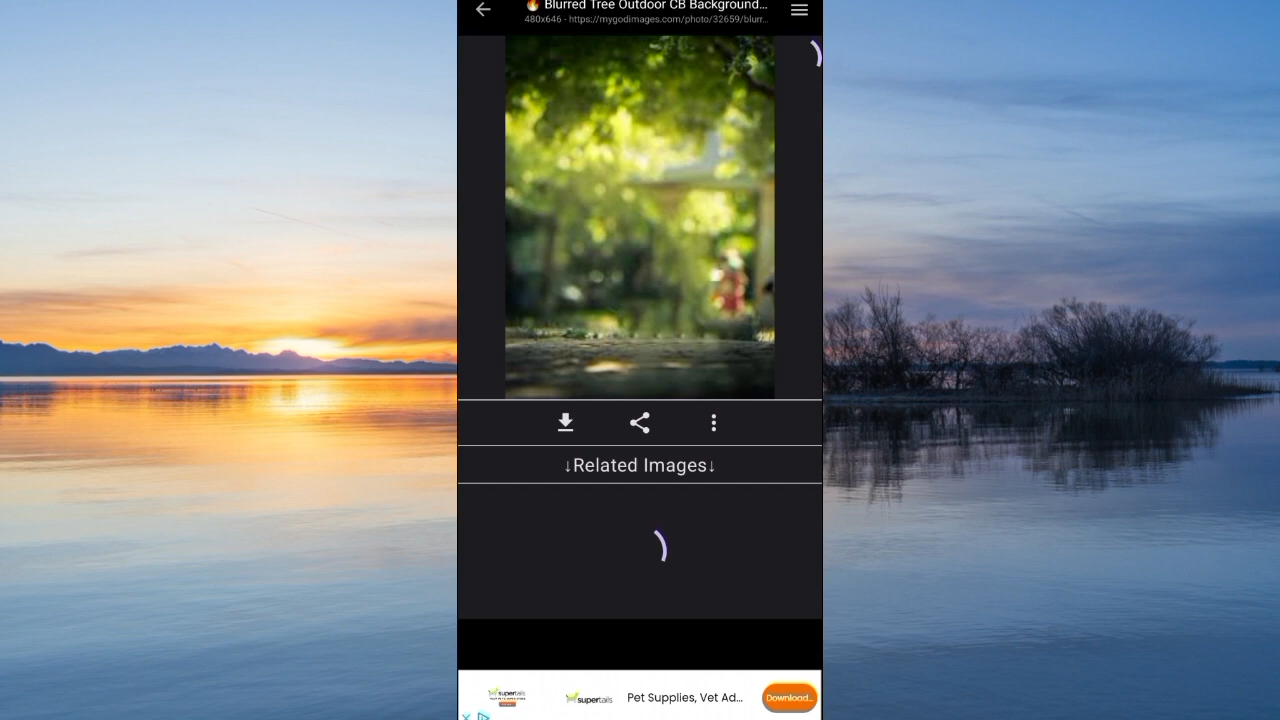 🔥 Blurred Tree Outdoor CB Background...
480x646 - https://mygodimages.com/photo/32659/blurr...
↓Related Images↓
supertails
supertails
Pet Supplies, Vet Ad...
Download...